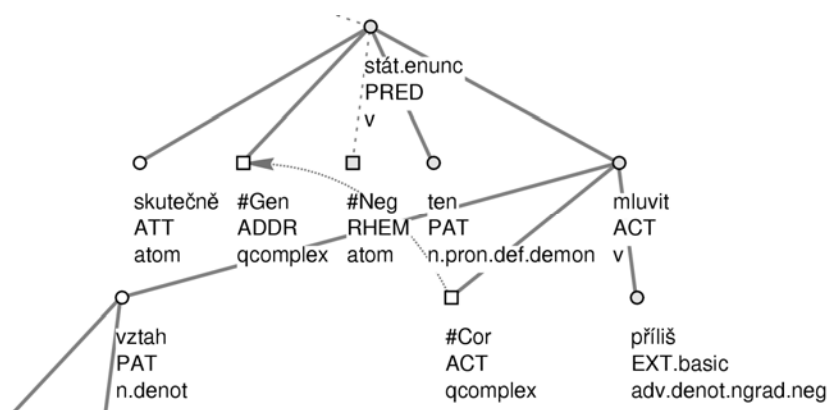 stát.enunc
PRED
v
skutečně #Gen #Neg ten mluvit
ATT ADDR RHEM PAT ACT
atom qcomplex atom n.pron.def.demon v
vztah #Cor příliš
PAT ACT EXT.basic
n.denot qcomplex adv.denot.ngrad.neg